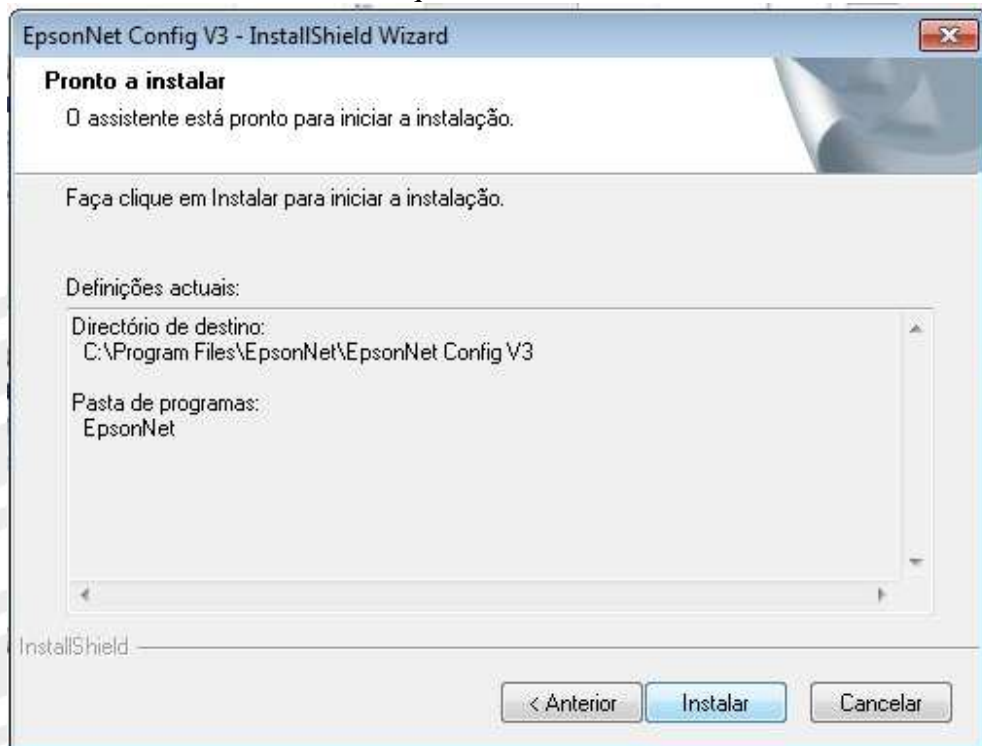 EpsonNet Config V3 - InstallShield Wizard
Pronto a instalar
O assistente está pronto para iniciar a instalação.
Faça clique em Instalar para iniciar a instalação.
Definições actuais:
Directório de destino:
C:\Program Files\EpsonNet\EpsonNet Config V3
Pasta de programas:
EpsonNet
InstallShield
< Anterior
Instalar
Cancelar